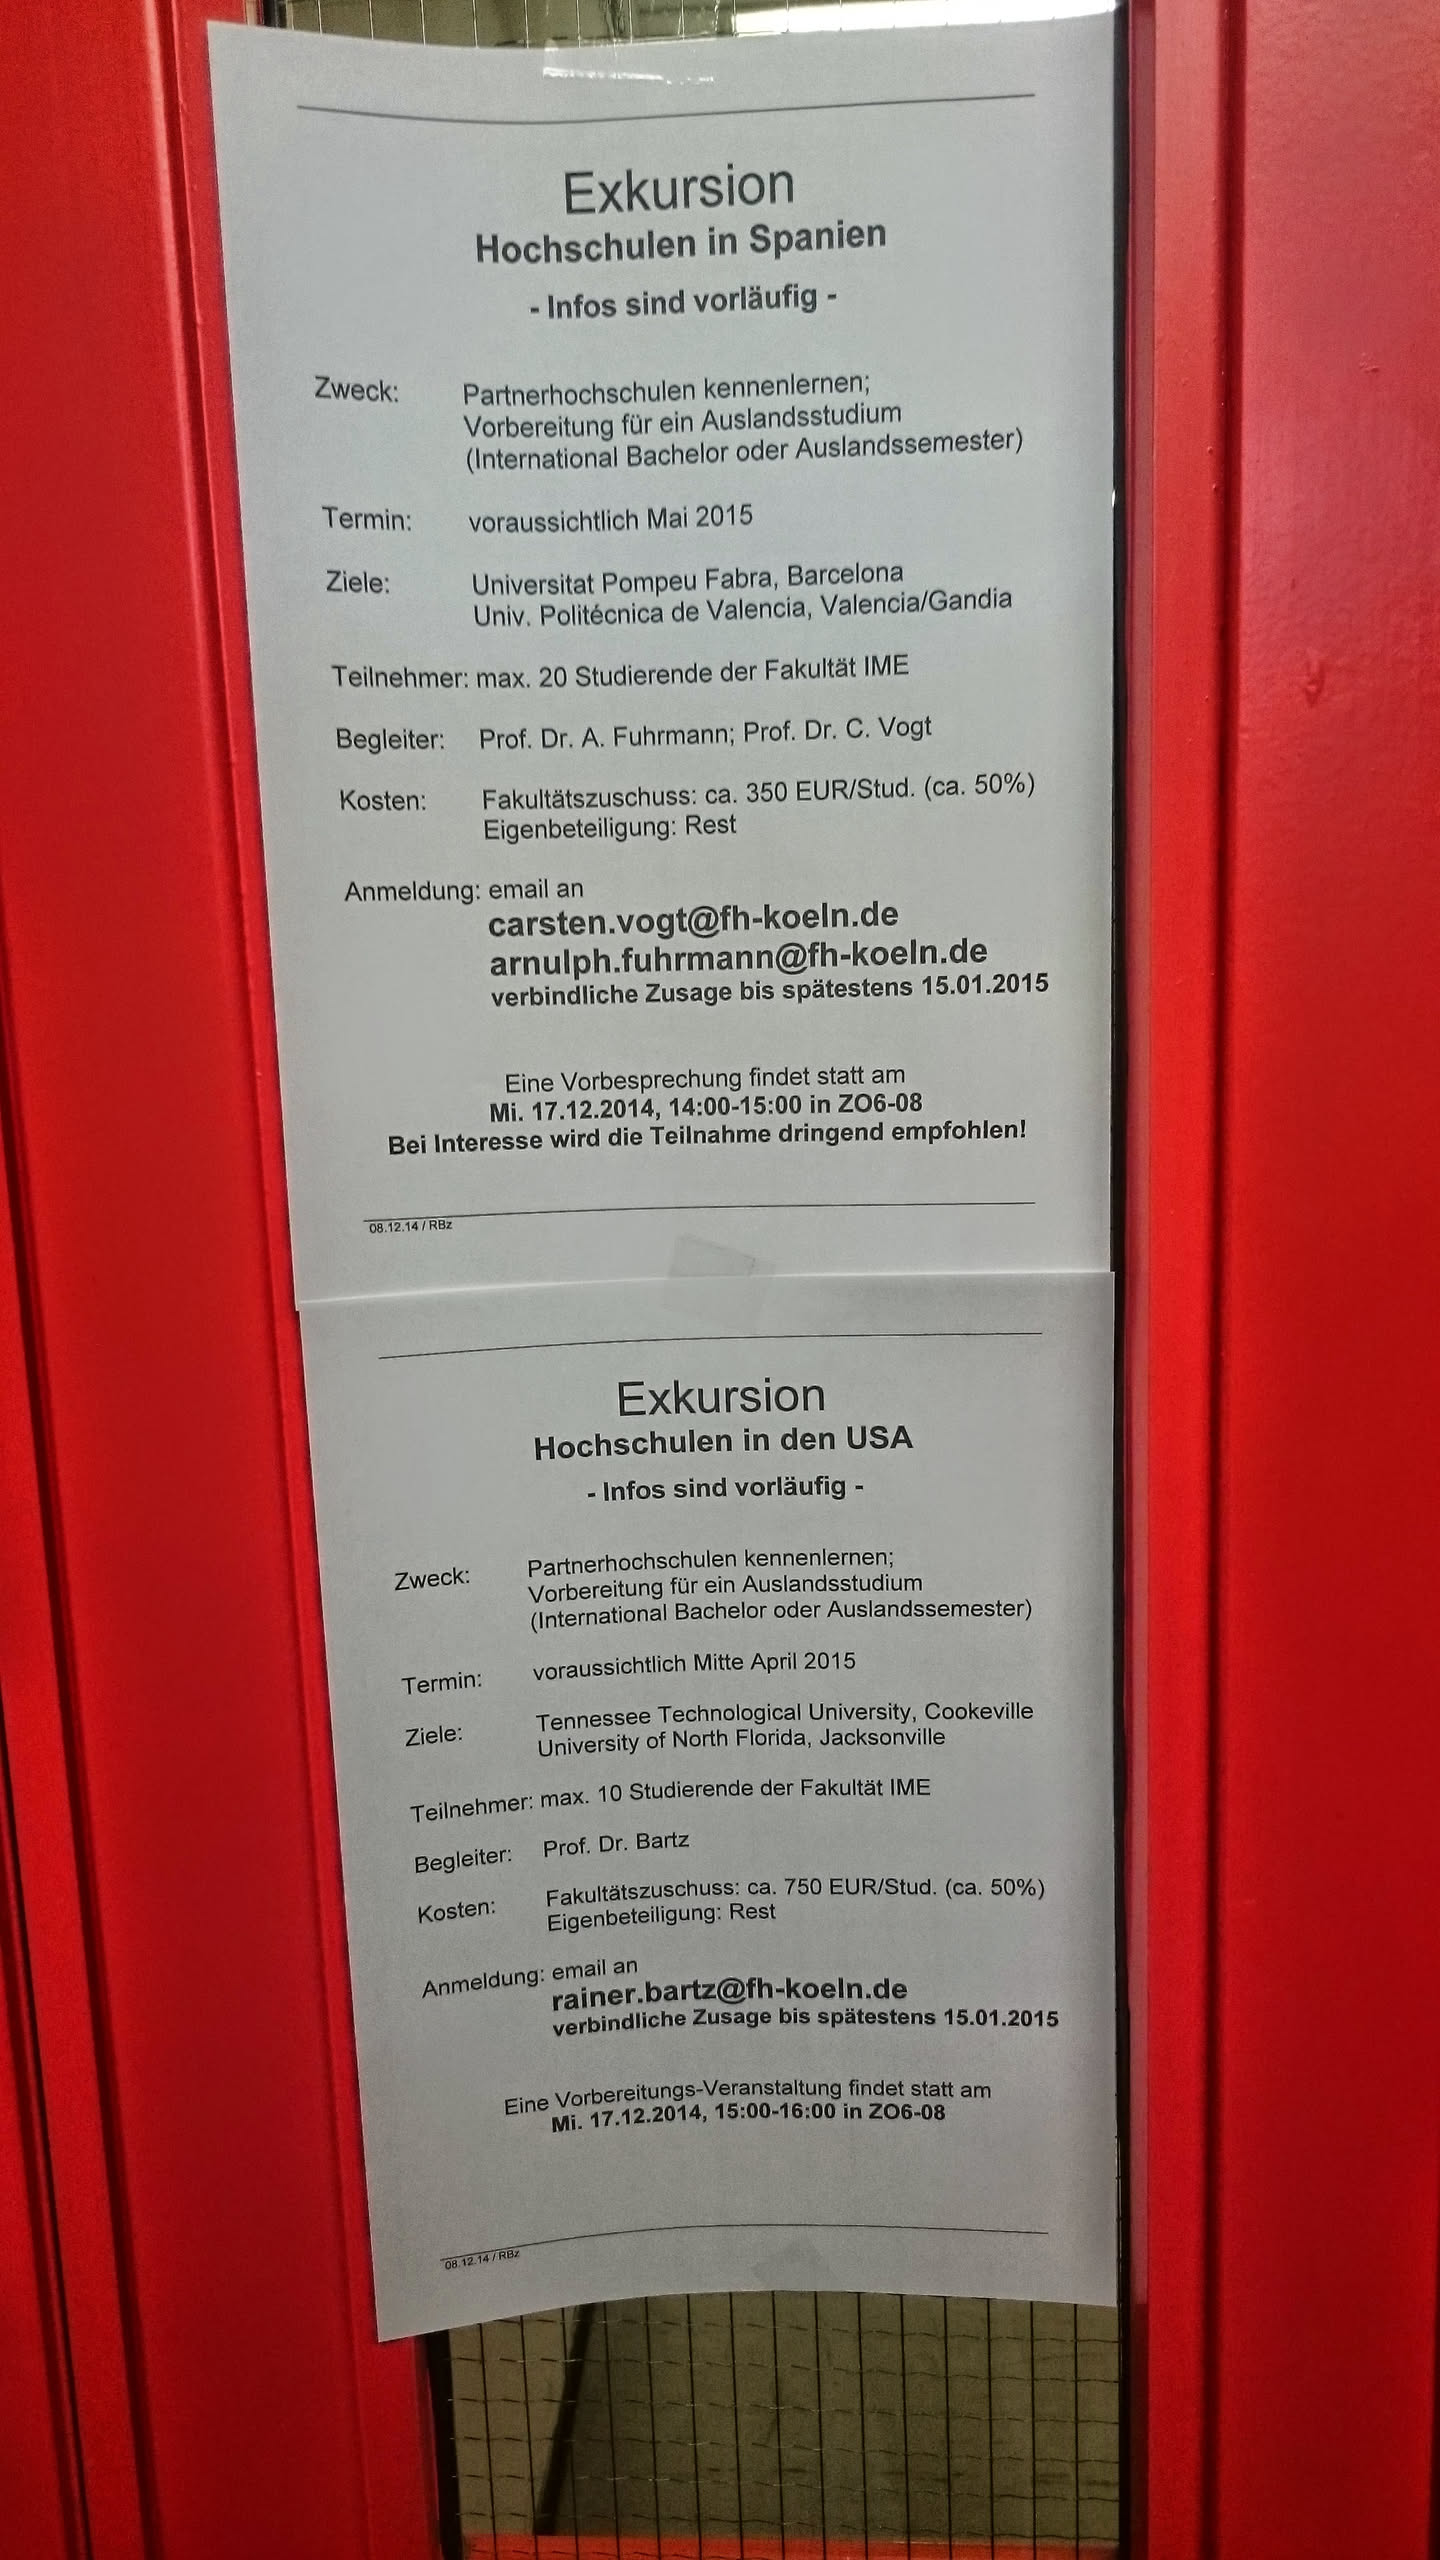 Exkursion
Hochschulen in Spanien
- Infos sind vorläufig -
Zweck: Partnerhochschulen kennenlernen;
Vorbereitung für ein Auslandsstudium
(International Bachelor oder Auslandssemester)
Termin: voraussichtlich Mai 2015
Ziele: Universitat Pompeu Fabra, Barcelona
Univ. Politécnica de Valencia, Valencia/Gandia
Teilnehmer: max. 20 Studierende der Fakultät IME
Begleiter: Prof. Dr. A. Fuhrmann; Prof. Dr. C. Vogt
Kosten: Fakultätszuschuss: ca. 350 EUR/Stud. (ca. 50%)
Eigenbeteiligung: Rest
Anmeldung: email an
carsten.vogt@fh-koeln.de
arnulph.fuhrmann@fh-koeln.de
verbindliche Zusage bis spätestens 15.01.2015
Eine Vorbesprechung findet statt am
Mi. 17.12.2014, 14:00-15:00 in ZO6-08
Bei Interesse wird die Teilnahme dringend empfohlen!
08.12.14 / RBz
Exkursion
Hochschulen in den USA
- Infos sind vorläufig -
Zweck: Partnerhochschulen kennenlernen;
Vorbereitung für ein Auslandsstudium
(International Bachelor oder Auslandssemester)
Termin: voraussichtlich Mitte April 2015
Ziele: Tennessee Technological University, Cookeville
University of North Florida, Jacksonville
Teilnehmer: max. 10 Studierende der Fakultät IME
Begleiter: Prof. Dr. Bartz
Kosten: Fakultätszuschuss: ca. 750 EUR/Stud. (ca. 50%)
Eigenbeteiligung: Rest
Anmeldung: email an
rainer.bartz@fh-koeln.de
verbindliche Zusage bis spätestens 15.01.2015
Eine Vorbereitungs-Veranstaltung findet statt am
Mi. 17.12.2014, 15:00-16:00 in ZO6-08
08.12.14 / RBz